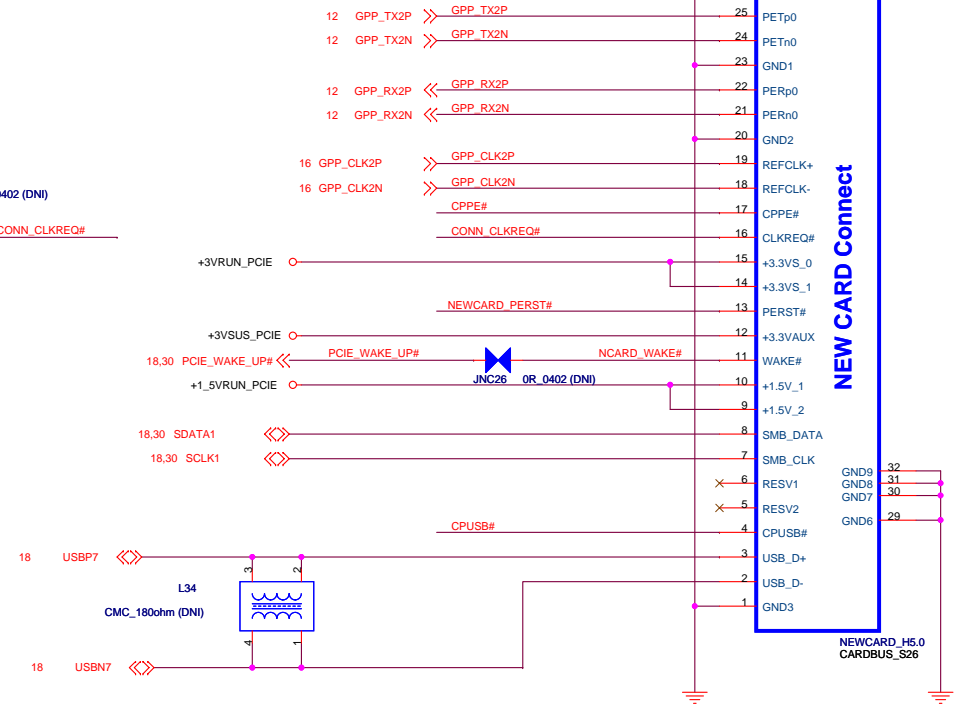 12 GPP_TX2P GPP_TX2P 25 PETp0
12 GPP_TX2N GPP_TX2N 24 PETn0
23 GND1
12 GPP_RX2P GPP_RX2P 22 PERp0
12 GPP_RX2N GPP_RX2N 21 PERn0
20 GND2
16 GPP_CLK2P GPP_CLK2P 19 REFCLK+
16 GPP_CLK2N GPP_CLK2N 18 REFCLK-
402 (DNI)
CPPE# 17 CPPE#
CONN_CLKREQ# CONN_CLKREQ# 16 CLKREQ#
+3VRUN_PCIE 15 +3.3VS_0
14 +3.3VS_1
NEWCARD_PERST# 13 PERST#
+3VSUS_PCIE 12 +3.3VAUX
18,30 PCIE_WAKE_UP# PCIE_WAKE_UP# NCARD_WAKE# 11 WAKE#
JNC26 0R_0402 (DNI)
+1_5VRUN_PCIE 10 +1.5V_1
9 +1.5V_2
NEW CARD Connect
18,30 SDATA1 8 SMB_DATA
18,30 SCLK1 7 SMB_CLK
6 RESV1
5 RESV2
CPUSB# 4 CPUSB#
GND9 32
GND8 31
GND7 30
GND6 29
18 USBP7 3 USB_D+
3 2
L34
CMC_180ohm (DNI)
4 1
2 USB_D-
1 GND3
18 USBN7
NEWCARD_H5.0
CARDBUS_S26